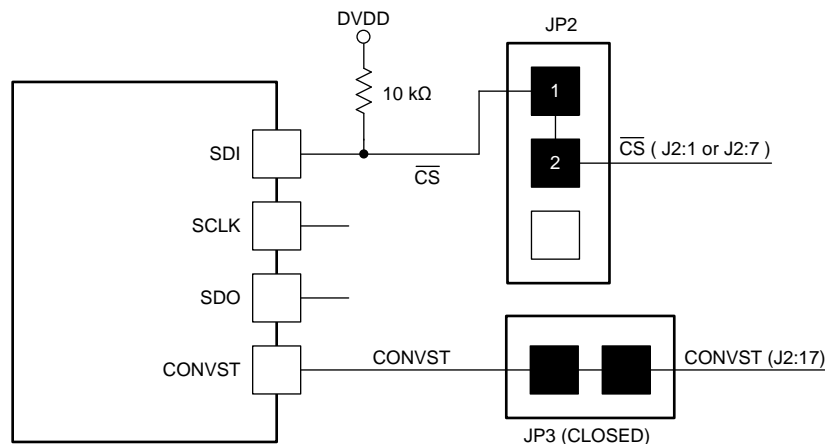 DVDD
JP2
10 kΩ
1
SDI
CS
2
CS ( J2:1 or J2:7 )
SCLK
SDO
CONVST
CONVST
CONVST (J2:17)
JP3 (CLOSED)